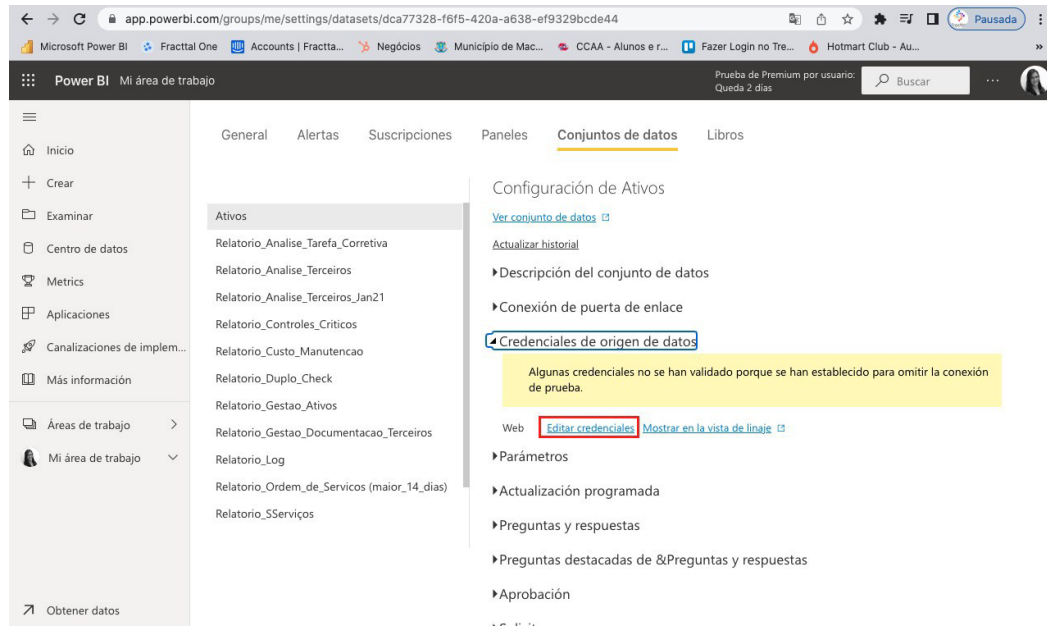 app.powerbi.com/groups/me/settings/datasets/dca77328-f6f5-420a-a638-ef9329bcde44
Pausada
Microsoft Power BI
Fracttal One
Accounts | Fractta...
Negócios
Município de Mac...
CCAA - Alunos e r...
Fazer Login no Tre...
Hotmart Club - Au...
»
Power BI Mi área de trabajo
Prueba de Premium por usuario:
Queda 2 días
Buscar
...
Inicio
Crear
Examinar
Centro de datos
Metrics
Aplicaciones
Canalizaciones de implem...
Más información
Áreas de trabajo
Mi área de trabajo
Obtener datos
General Alertas Suscripciones Paneles Conjuntos de datos Libros
Ativos
Relatorio_Analise_Tarefa_Corretiva
Relatorio_Analise_Terceiros
Relatorio_Analise_Terceiros_Jan21
Relatorio_Controles_Criticos
Relatorio_Custo_Manutencao
Relatorio_Duplo_Check
Relatorio_Gestao_Ativos
Relatorio_Gestao_Documentacao_Terceiros
Relatorio_Log
Relatorio_Ordem_de_Servicos (maior_14_dias)
Relatorio_SServiços
Configuración de Ativos
Ver conjunto de datos
Actualizar historial
Descripción del conjunto de datos
Conexión de puerta de enlace
Credenciales de origen de datos
Algunas credenciales no se han validado porque se han establecido para omitir la conexión
de prueba.
Web Editar credenciales Mostrar en la vista de linaje
Parámetros
Actualización programada
Preguntas y respuestas
Preguntas destacadas de &Preguntas y respuestas
Aprobación